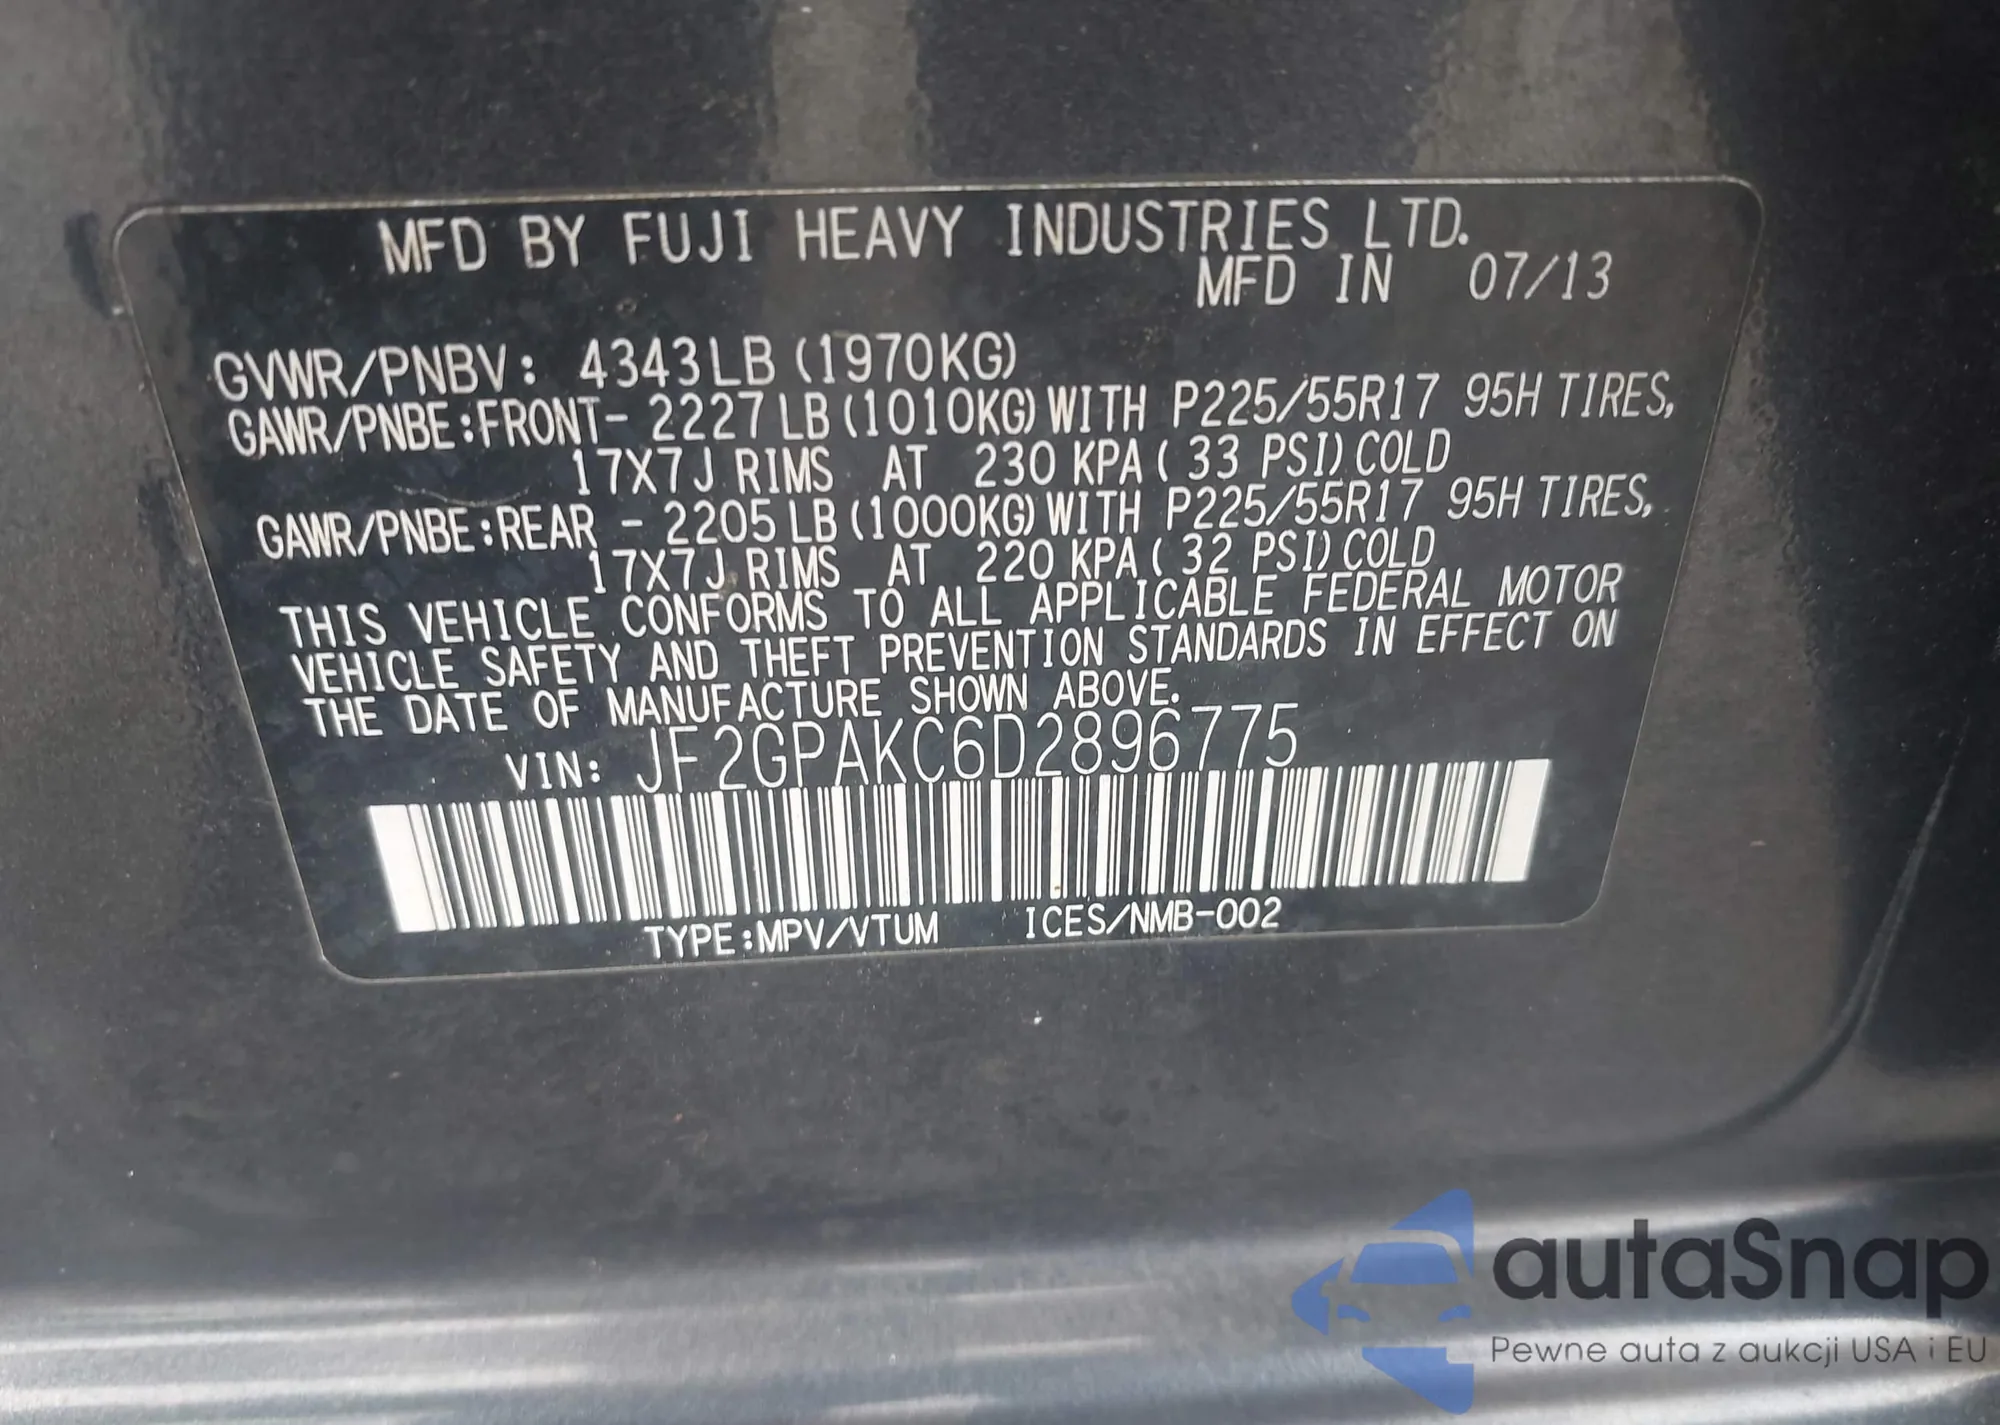 MFD BY FUJI HEAVY INDUSTRIES LTD.
MFD IN 07/13
GVWR/PNBV: 4343LB (1970KG)
GAWR/PNBE:FRONT- 2227LB(1010KG)WITH P225/55R17 95H TIRES,
17X7J RIMS AT 230 KPA( 33 PSI)COLD
GAWR/PNBE:REAR - 2205LB(1000KG)WITH P225/55R17 95H TIRES,
17X7J RIMS AT 220 KPA( 32 PSI)COLD
THIS VEHICLE CONFORMS TO ALL APPLICABLE FEDERAL MOTOR
VEHICLE SAFETY AND THEFT PREVENTION STANDARDS IN EFFECT ON
THE DATE OF MANUFACTURE SHOWN ABOVE.
VIN: JF2GPAKC6D2896775
TYPE:MPV/VTUM ICES/NMB-002
autaSnap
Pewne auta z aukcji USA i EU